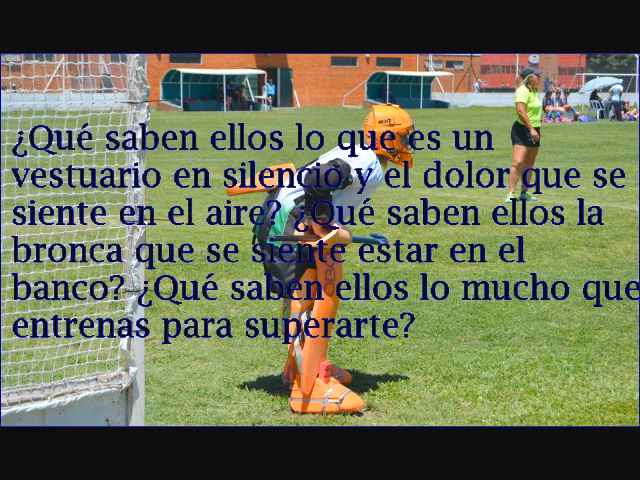 ¿Qué saben ellos lo que es un
vestuario en silencio y el dolor que se
siente en el aire? ¿Qué saben ellos la
bronca que se siente estar en el
banco? ¿Qué saben ellos lo mucho que
entrenas para superarte?